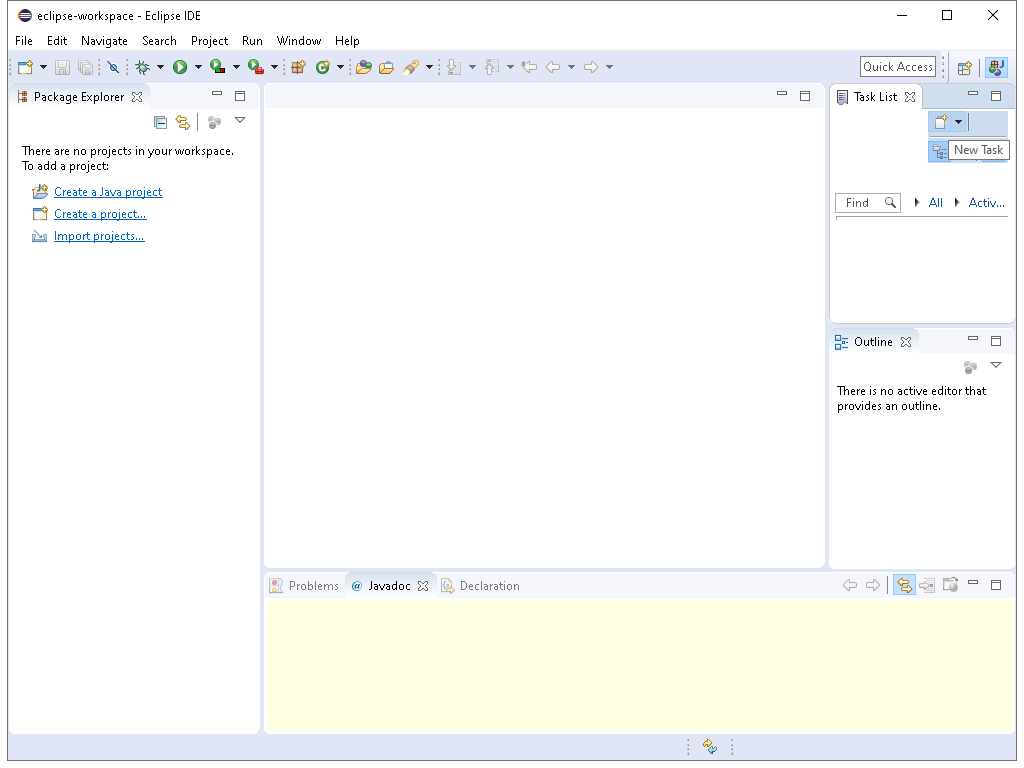 eclipse-workspace - Eclipse IDE
File Edit Navigate Search Project Run Window Help
Quick Access
Package Explorer
There are no projects in your workspace.
To add a project:
Create a Java project
Create a project...
Import projects...
Task List
New Task
Find
All
Activ...
Outline
There is no active editor that
provides an outline.
Problems @ Javadoc Declaration